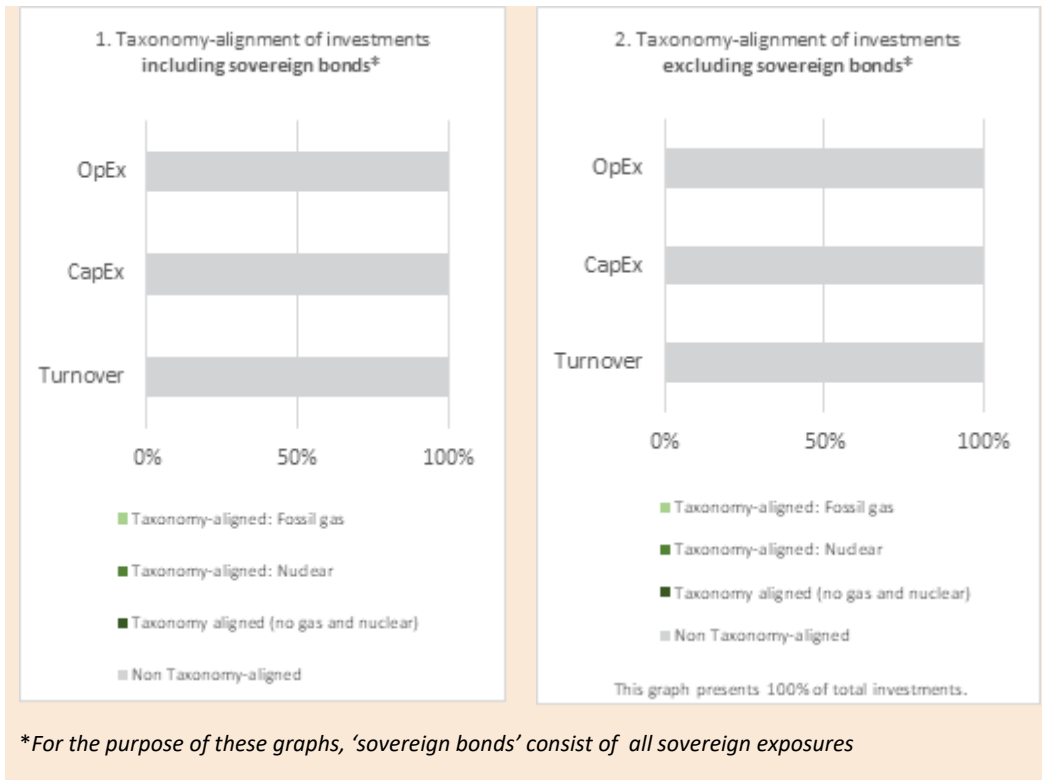 1. Taxonomy-alignment of investments
including sovereign bonds*
OpEx
CapEx
Turnover
0% 50% 100%
Taxonomy-aligned: Fossil gas
Taxonomy-aligned: Nuclear
Taxonomy aligned (no gas and nuclear)
Non Taxonomy-aligned
2. Taxonomy-alignment of investments
excluding sovereign bonds*
OpEx
CapEx
Turnover
0% 50% 100%
Taxonomy-aligned: Fossil gas
Taxonomy-aligned: Nuclear
Taxonomy aligned (no gas and nuclear)
Non Taxonomy-aligned
This graph presents 100% of total investments.
*For the purpose of these graphs, ‘sovereign bonds’ consist of all sovereign exposures